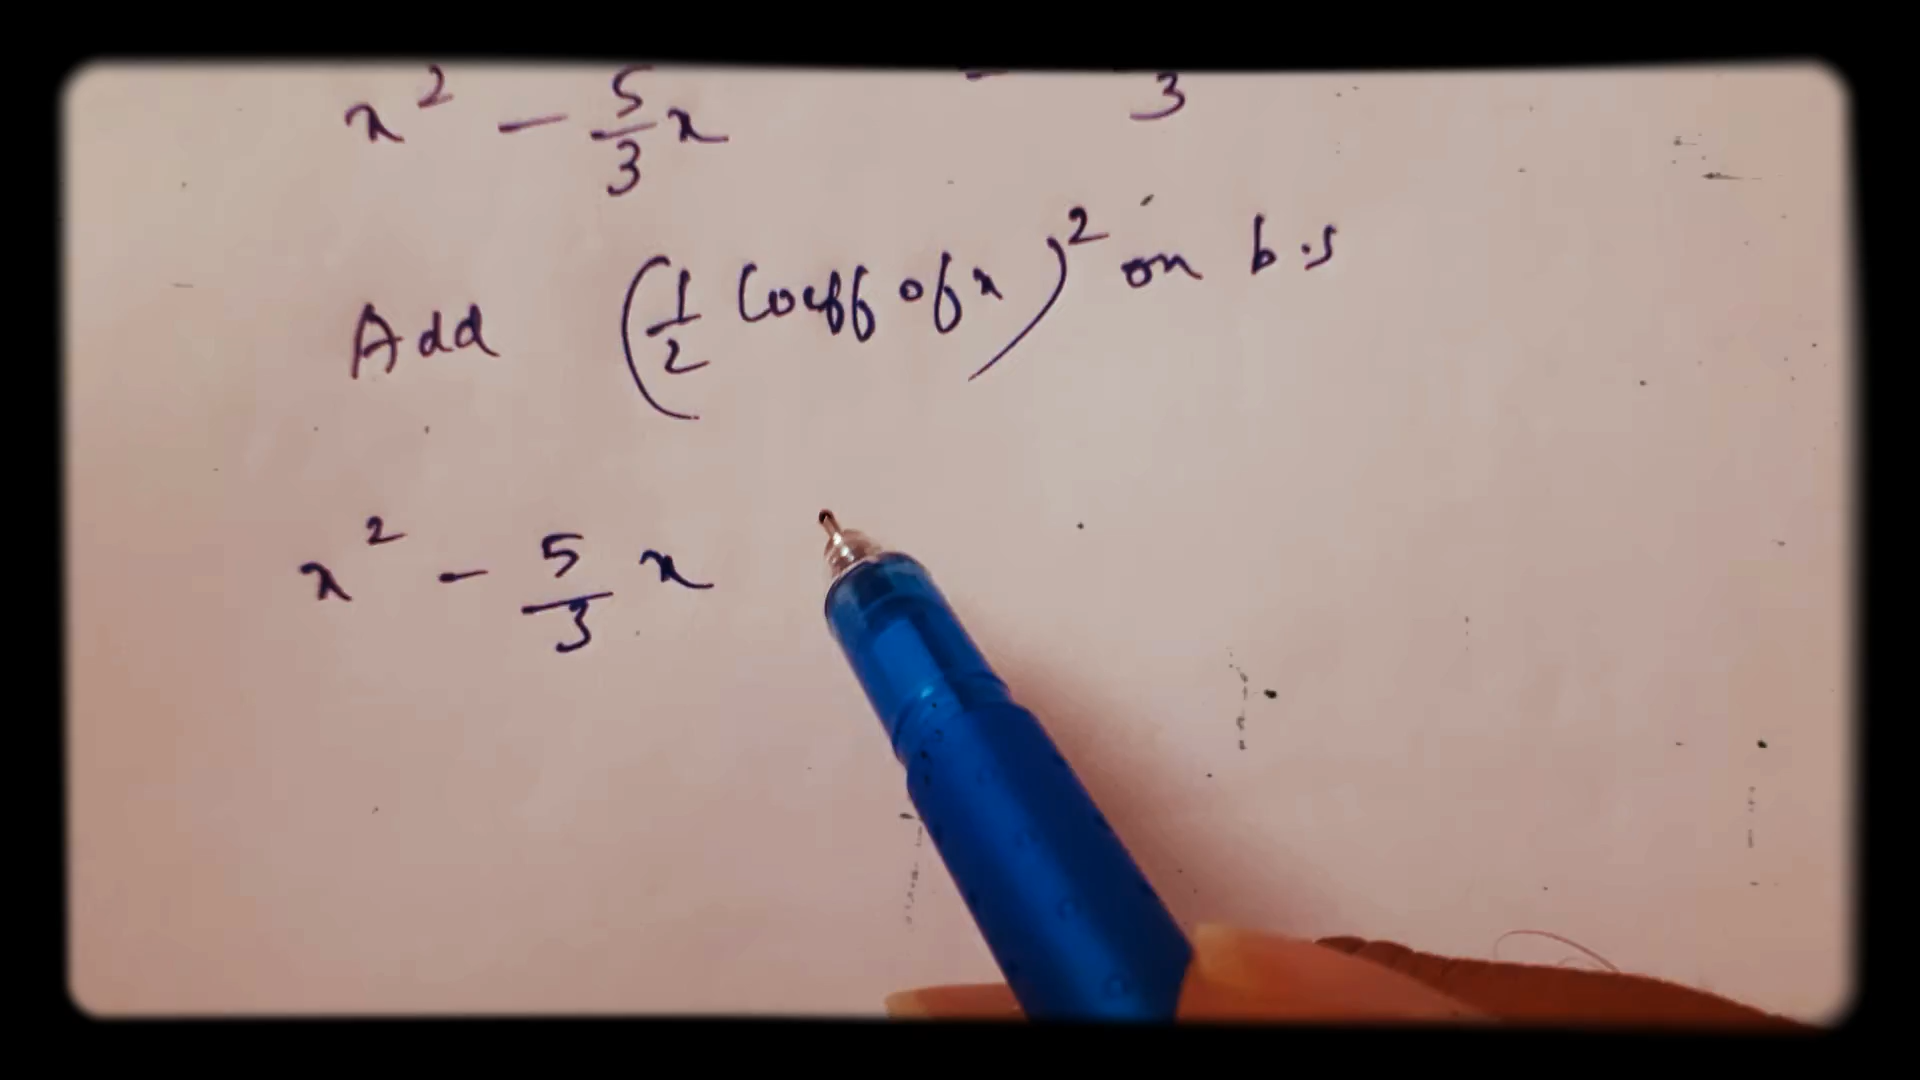 x² - 5/3 x = 3
Add (1/2 Coeff of x)² on b.s
x² - 5/3 x